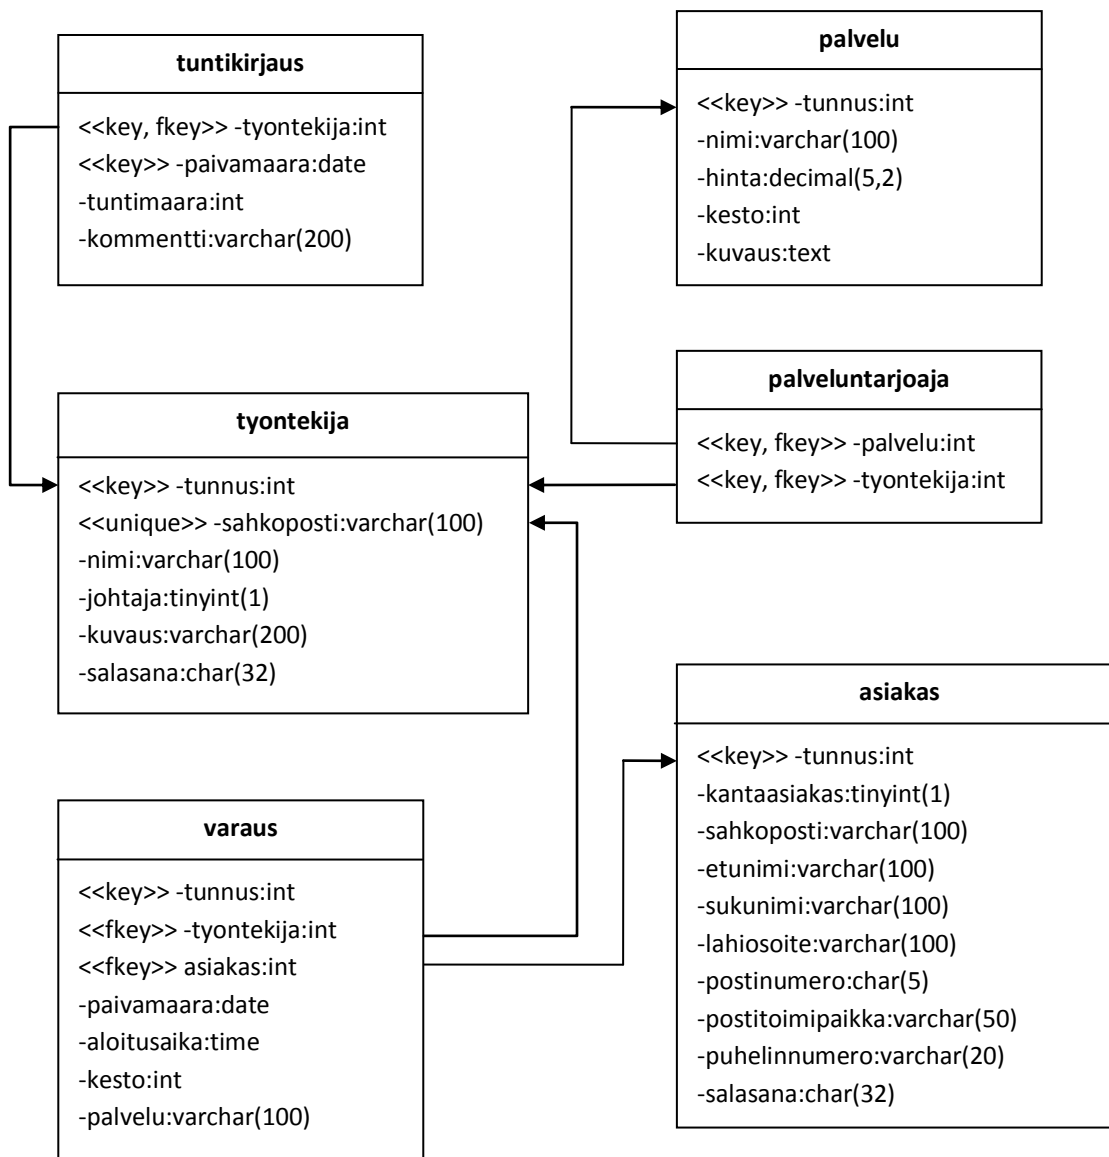 tuntikirjaus
<<key, fkey>> -tyontekija:int
<<key>> -paivamaara:date
-tuntimaara:int
-kommentti:varchar(200)
palvelu
<<key>> -tunnus:int
-nimi:varchar(100)
-hinta:decimal(5,2)
-kesto:int
-kuvaus:text
palveluntarjoaja
<<key, fkey>> -palvelu:int
<<key, fkey>> -tyontekija:int
tyontekija
<<key>> -tunnus:int
<<unique>> -sahkoposti:varchar(100)
-nimi:varchar(100)
-johtaja:tinyint(1)
-kuvaus:varchar(200)
-salasana:char(32)
asiakas
<<key>> -tunnus:int
-kantaasiakas:tinyint(1)
-sahkoposti:varchar(100)
-etunimi:varchar(100)
-sukunimi:varchar(100)
-lahiosoite:varchar(100)
-postinumero:char(5)
-postitoimipaikka:varchar(50)
-puhelinnumero:varchar(20)
-salasana:char(32)
varaus
<<key>> -tunnus:int
<<fkey>> -tyontekija:int
<<fkey>> asiakas:int
-paivamaara:date
-aloitusaika:time
-kesto:int
-palvelu:varchar(100)